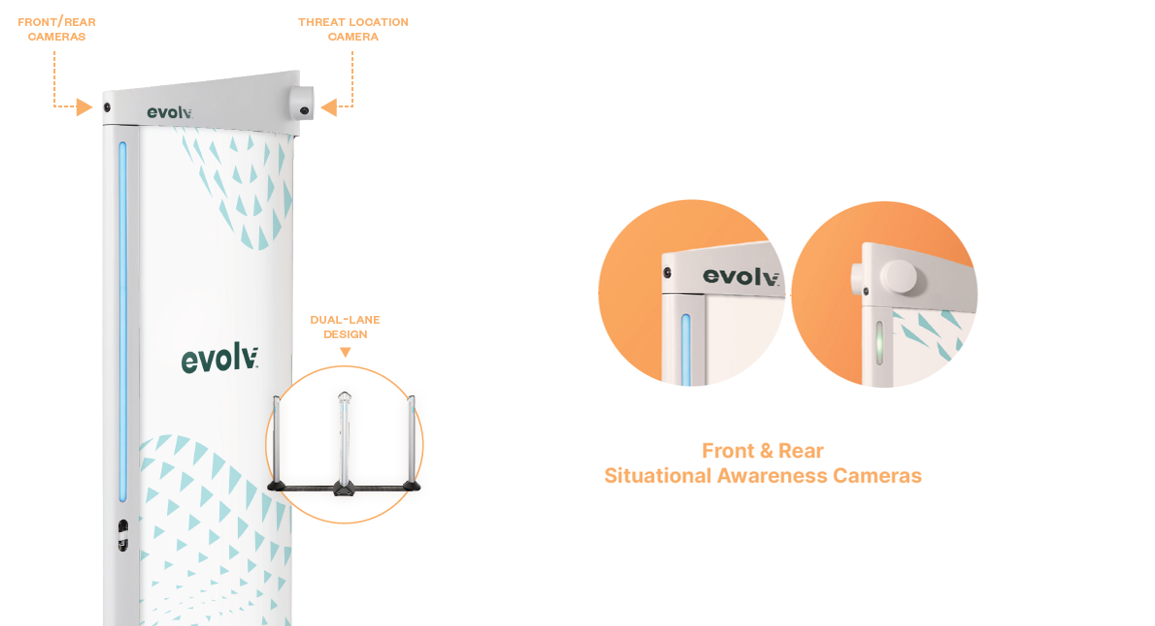 FRONT/REAR
CAMERAS
THREAT LOCATION
CAMERA
evolv
evolv
DUAL-LANE
DESIGN
evolv
Front & Rear
Situational Awareness Cameras